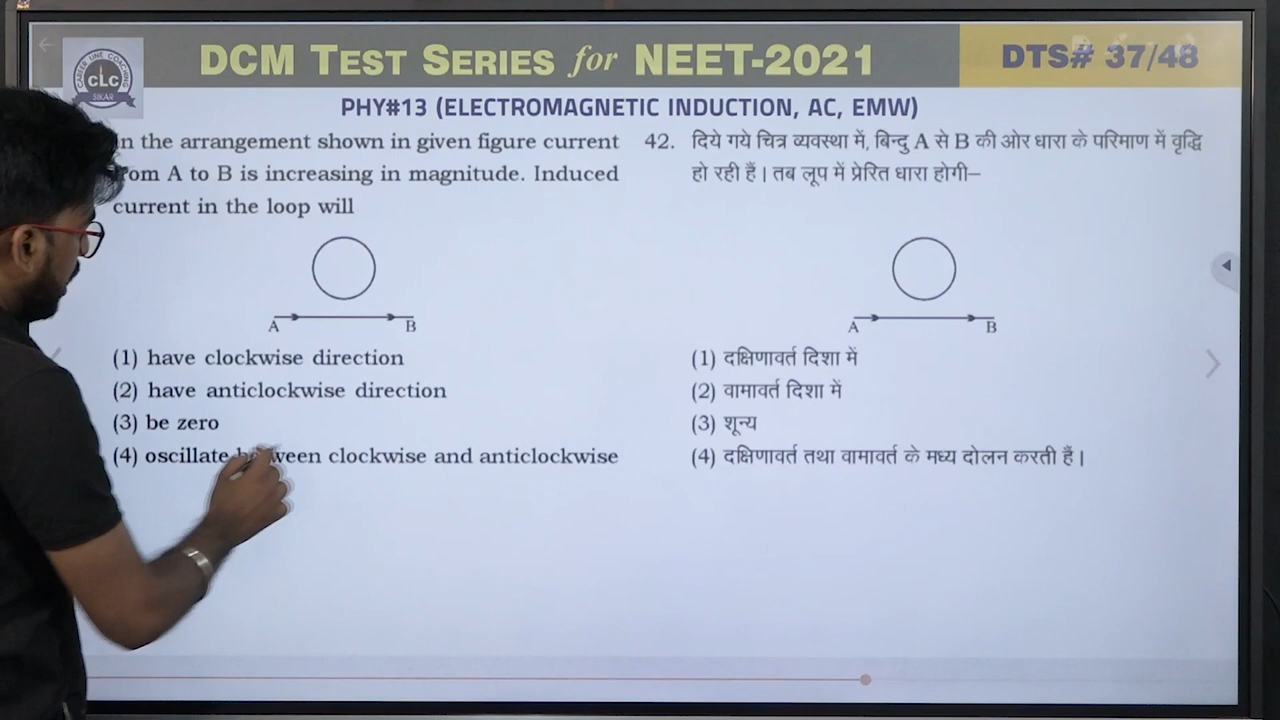 DCM TEST SERIES for NEET-2021
DTS# 37/48
CLC
SIKAR
PHY#13 (ELECTROMAGNETIC INDUCTION, AC, EMW)
n the arrangement shown in given figure current
rom A to B is increasing in magnitude. Induced
current in the loop will
A B
(1) have clockwise direction
(2) have anticlockwise direction
(3) be zero
(4) oscillate between clockwise and anticlockwise
42. दिये गये चित्र व्यवस्था में, बिन्दु A से B की ओर धारा के परिमाण में वृद्धि
हो रही हैं। तब लूप में प्रेरित धारा होगी–
A B
(1) दक्षिणावर्त दिशा में
(2) वामावर्त दिशा में
(3) शून्य
(4) दक्षिणावर्त तथा वामावर्त के मध्य दोलन करती हैं।